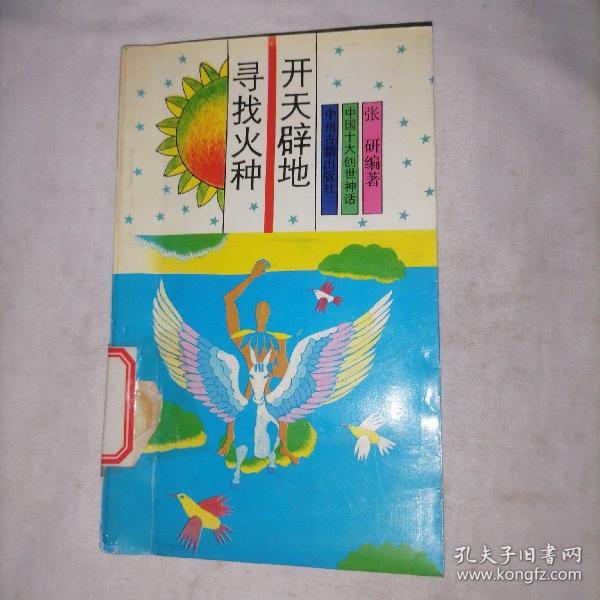 开天辟地
寻找火种
张 研编著
中国十大创世神话
中州古籍出版社
孔夫子旧书网
www.kongfz.com